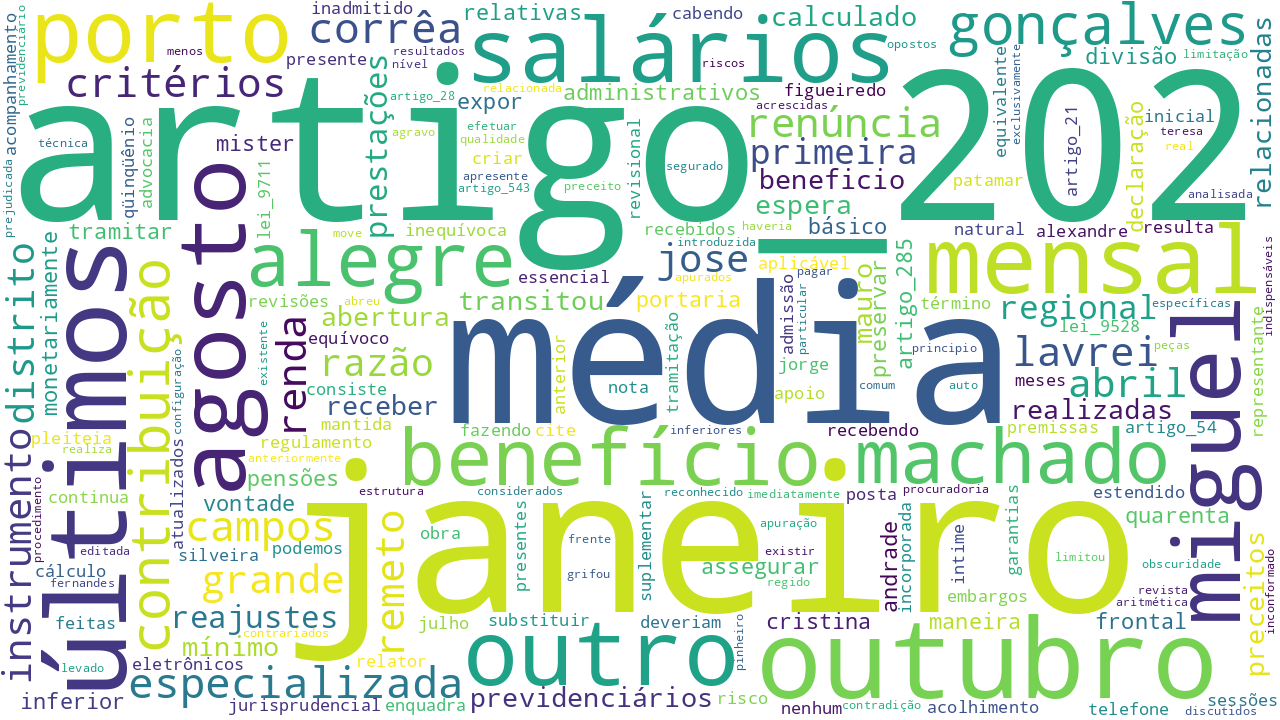 artigo_202
média
janeiro
últimos
agosto
salários
porto
outubro
outro
miguel
mensal
benefício
machado
alegre
gonçalves
contribuição
especializada
campos
grande
corrêa
critérios
renúncia
primeira
beneficio
espera
básico
jose
razão
receber
abertura
transitou
renda
prestações
distrito
instrumento
lavrei
abril
regional
realizadas
relacionadas
reajustes
mínimo
remeto
previdenciários
assegurar
cristina
andrade
maneira
frontal
quarenta
preceitos
preservar
mauro
artigo_285
declaração
divisão
calculado
relativas
administrativos
expor
mister
tramitar
monetariamente
inadmitido
presente
cabendo
opostos
limitação
riscos
resultados
nível
menos
previdenciário
acompanhamento
prejudicada
técnica
qüinqüênio
advocacia
lei_9711
artigo_28
relacionada
agravo
efetuar
qualidade
criar
apresente
artigo_543
preceito
segurado
revisional
acrescidas
figueiredo
equivalente
exclusivamente
inicial
teresa
real
artigo_21
patamar
analisada
natural
alexandre
resulta
inequívoca
recebidos
introduzida
haveria
move
essencial
aplicável
apurados
pagar
particular
admissão
portaria
revisões
abreu
equívoco
existente
consiste
mantida
regulamento
anteriormente
anterior
nota
tramitação
jorge
apoio
comum
auto
principio
término
lei_9528
específicas
indispensáveis
peças
representante
meses
premissas
artigo_54
recebendo
inferiores
fazendo
cite
pensões
pleiteia
realiza
continua
procedimento
configuração
atualizados
vontade
silveira
podemos
editada
cálculo
fernandes
feitas
levado
inferior
eletrônicos
jurisprudencial
enquadra
relator
contrariados
julho
substituir
obra
estrutura
considerados
presentes
frente
grifou
suplementar
reconhecido
imediatamente
apuração
existir
regido
posta
procuradoria
incorporada
intime
garantias
limitou
estendido
obscuridade
revista
aritmética
inconformado
embargos
deveriam
pinheiro
risco
nenhum
contradição
acolhimento
telefone
sessões
discutidos